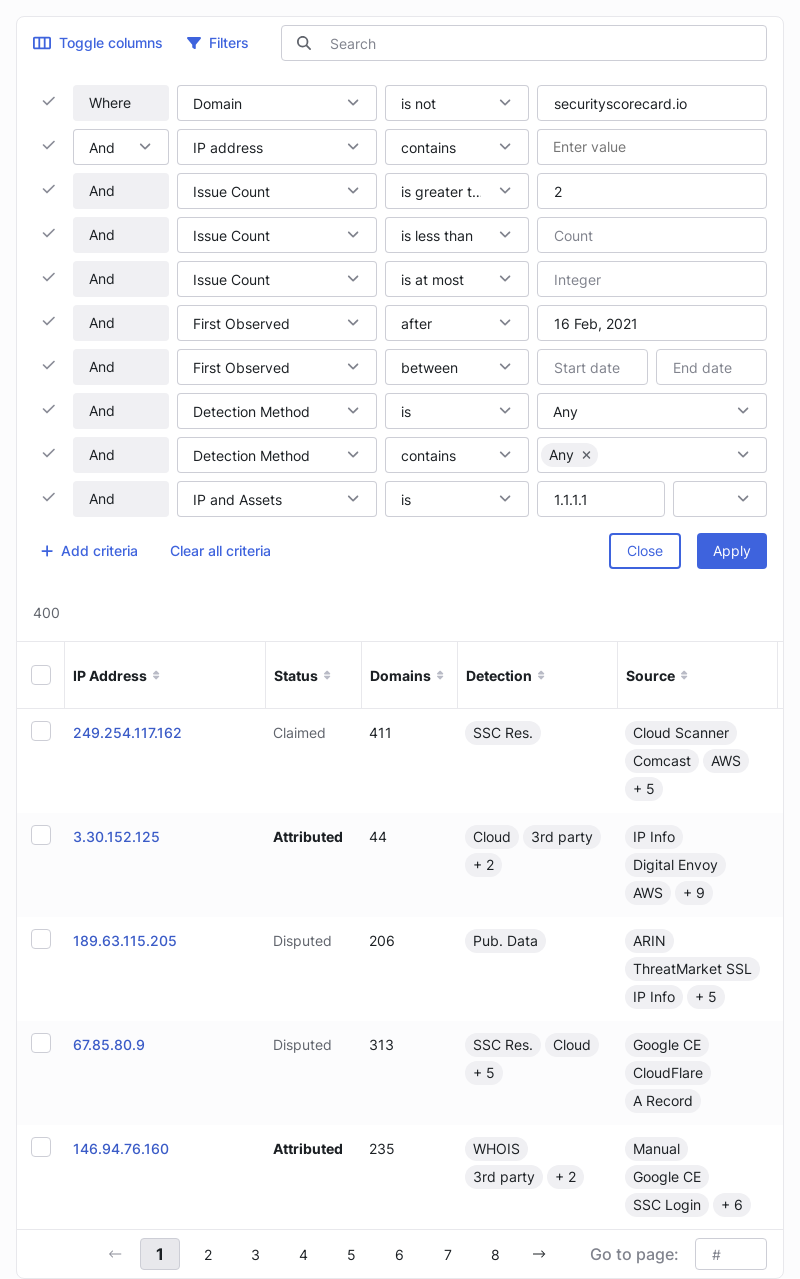 Toggle columns Filters Search
Where Domain is not securityscorecard.io
And IP address contains Enter value
And Issue Count is greater t... 2
And Issue Count is less than Count
And Issue Count is at most Integer
And First Observed after 16 Feb, 2021
And First Observed between Start date End date
And Detection Method is Any
And Detection Method contains Any ✕
And IP and Assets is 1.1.1.1
+ Add criteria Clear all criteria Close Apply
400
IP Address Status Domains Detection Source
249.254.117.162 Claimed 411 SSC Res. Cloud Scanner
Comcast AWS
+ 5
3.30.152.125 Attributed 44 Cloud 3rd party IP Info
+ 2 Digital Envoy
AWS + 9
189.63.115.205 Disputed 206 Pub. Data ARIN
ThreatMarket SSL
IP Info + 5
67.85.80.9 Disputed 313 SSC Res. Cloud Google CE
+ 5 CloudFlare
A Record
146.94.76.160 Attributed 235 WHOIS Manual
3rd party + 2 Google CE
SSC Login + 6
← 1 2 3 4 5 6 7 8 → Go to page: #